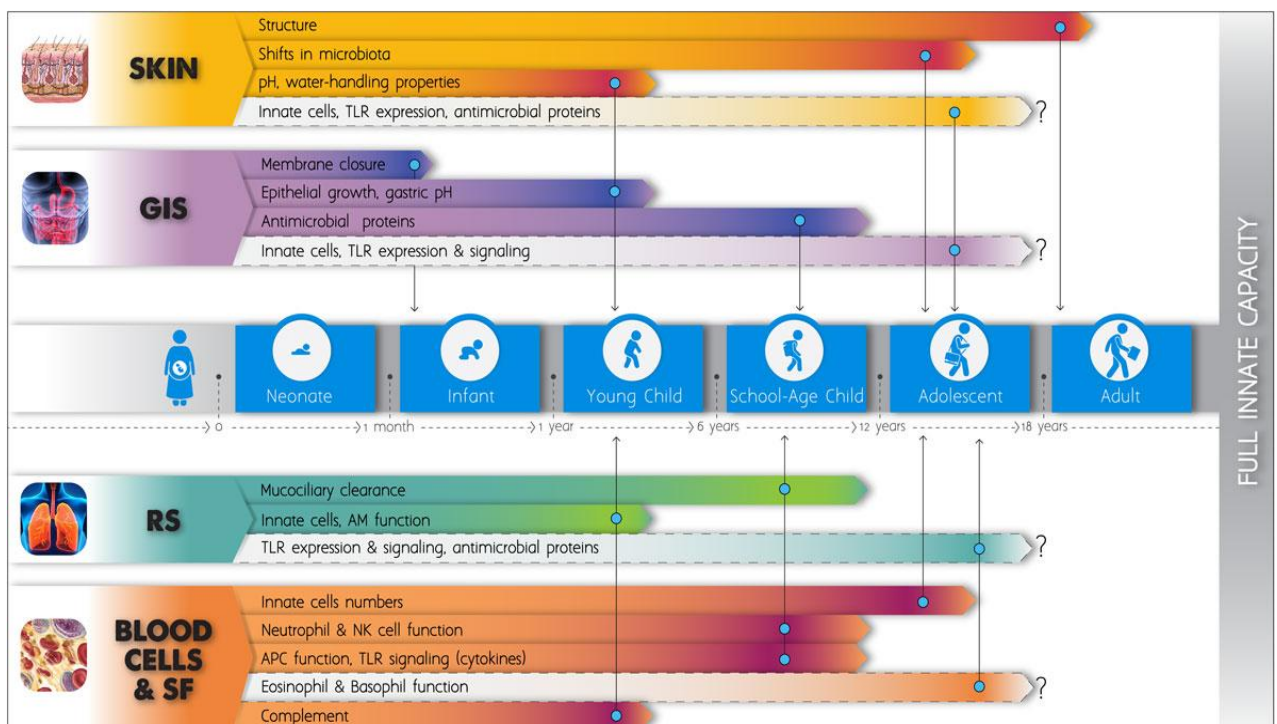 SKIN
Structure
Shifts in microbiota
pH, water-handling properties
Innate cells, TLR expression, antimicrobial proteins
?
GIS
Membrane closure
Epithelial growth, gastric pH
Antimicrobial proteins
Innate cells, TLR expression & signaling
?
Neonate
Infant
Young Child
School-Age Child
Adolescent
Adult
0
1 month
1 year
6 years
12 years
18 years
RS
Mucociliary clearance
Innate cells, AM function
TLR expression & signaling, antimicrobial proteins
?
BLOOD
CELLS
& SF
Innate cells numbers
Neutrophil & NK cell function
APC function, TLR signaling (cytokines)
Eosinophil & Basophil function
?
Complement
FULL INNATE CAPACITY